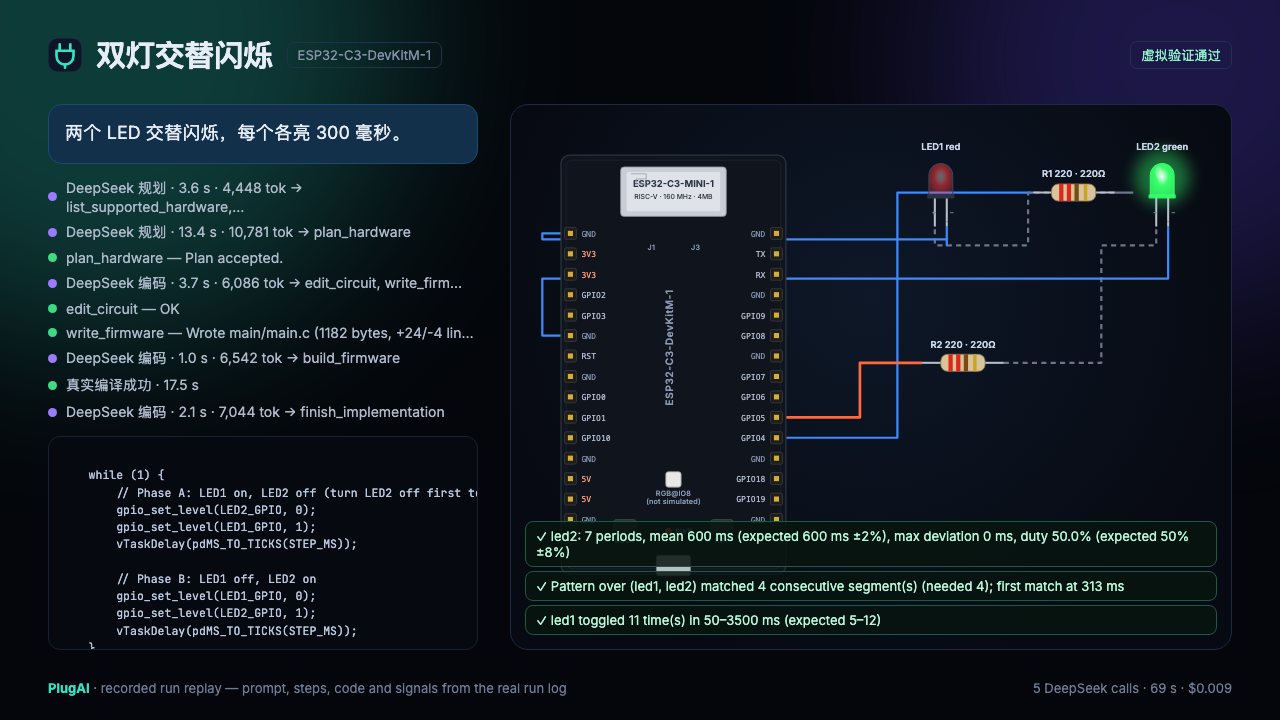 双灯交替闪烁
ESP32-C3-DevKitM-1
虚拟验证通过
两个 LED 交替闪烁，每个各亮 300 毫秒。
DeepSeek 规划 · 3.6 s · 4,448 tok →
list_supported_hardware,...
DeepSeek 规划 · 13.4 s · 10,781 tok → plan_hardware
plan_hardware — Plan accepted.
DeepSeek 编码 · 3.7 s · 6,086 tok → edit_circuit, write_firm...
edit_circuit — OK
write_firmware — Wrote main/main.c (1182 bytes, +24/-4 lin...
DeepSeek 编码 · 1.0 s · 6,542 tok → build_firmware
真实编译成功 · 17.5 s
DeepSeek 编码 · 2.1 s · 7,044 tok → finish_implementation
while (1) {
// Phase A: LED1 on, LED2 off (turn LED2 off first t
gpio_set_level(LED2_GPIO, 0);
gpio_set_level(LED1_GPIO, 1);
vTaskDelay(pdMS_TO_TICKS(STEP_MS));
// Phase B: LED1 off, LED2 on
gpio_set_level(LED1_GPIO, 0);
gpio_set_level(LED2_GPIO, 1);
vTaskDelay(pdMS_TO_TICKS(STEP_MS));
}
LED1 red
LED2 green
R1 220 · 220Ω
R2 220 · 220Ω
ESP32-C3-MINI-1
RISC-V · 160 MHz · 4MB
J1
J3
ESP32-C3-DevKitM-1
GND
3V3
3V3
GPIO2
GPIO3
GND
RST
GND
GPIO0
GPIO1
GPIO10
GND
5V
5V
GND
GND
TX
RX
GND
GPIO9
GPIO8
GND
GPIO7
GPIO6
GPIO5
GPIO4
GND
GPIO18
GPIO19
GND
RGB@IO8
(not simulated)
✓ led2: 7 periods, mean 600 ms (expected 600 ms ±2%), max deviation 0 ms, duty 50.0% (expected 50%
±8%)
✓ Pattern over (led1, led2) matched 4 consecutive segment(s) (needed 4); first match at 313 ms
✓ led1 toggled 11 time(s) in 50–3500 ms (expected 5–12)
PlugAI · recorded run replay — prompt, steps, code and signals from the real run log
5 DeepSeek calls · 69 s · $0.009